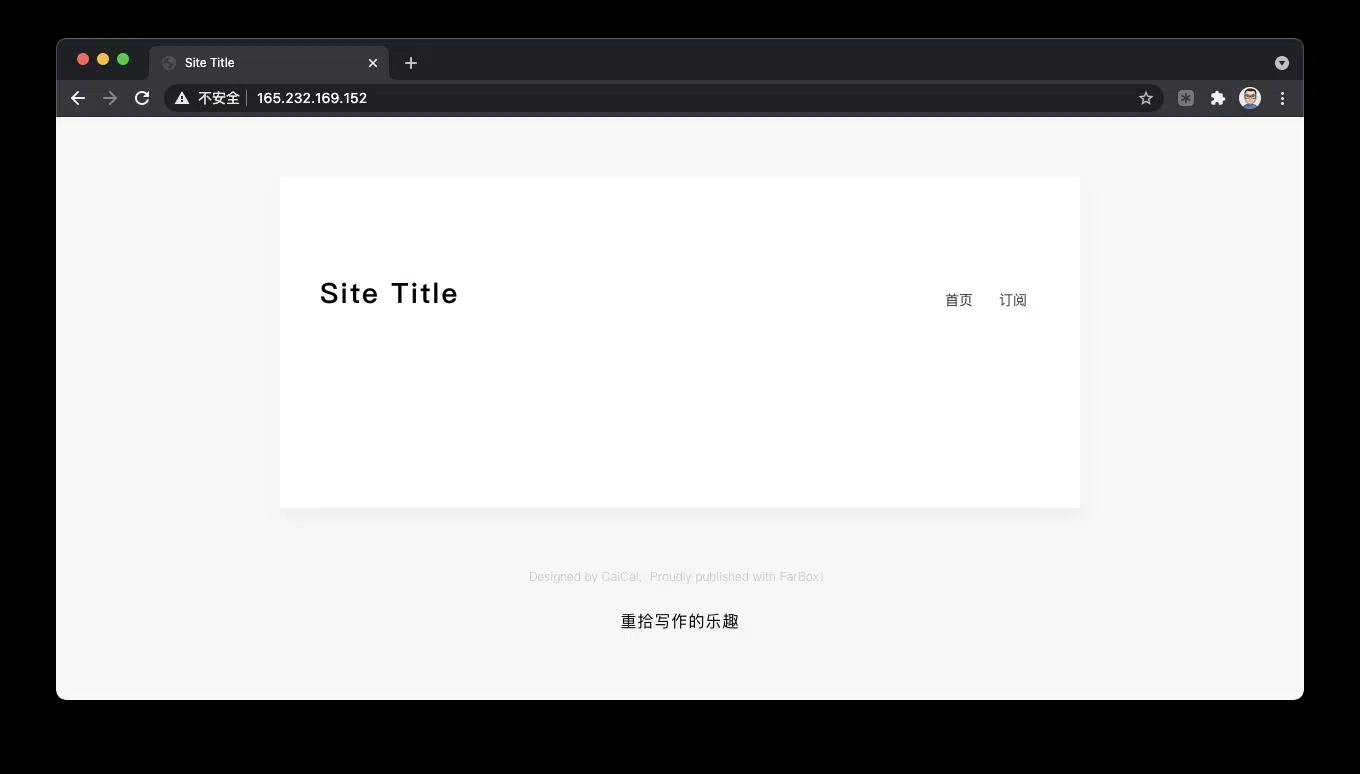 Site Title
不安全 165.232.169.152
Site Title
首页 订阅
Designed by CaiCai, Proudly published with FarBox!
重拾写作的乐趣